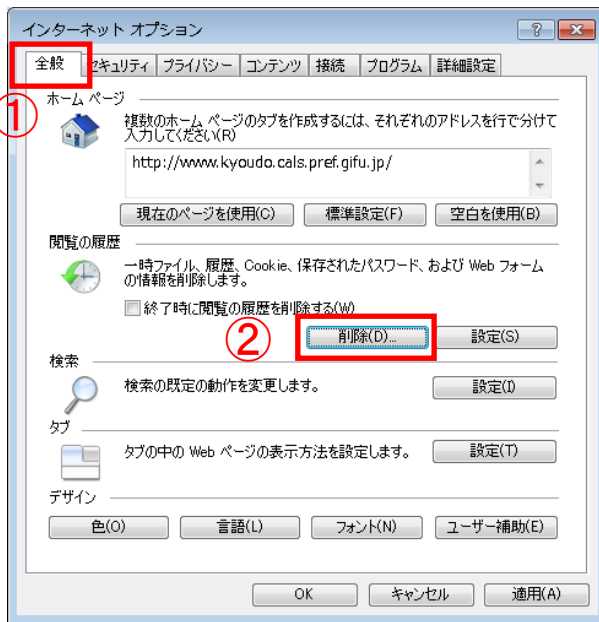 インターネット オプション
全般
セキュリティ
プライバシー
コンテンツ
接続
プログラム
詳細設定
①
ホーム ページ
複数のホーム ページのタブを作成するには、それぞれのアドレスを行で分けて
入力してください(R)
http://www.kyoudo.cals.pref.gifu.jp/
現在のページを使用(C)
標準設定(F)
空白を使用(B)
閲覧の履歴
一時ファイル、履歴、Cookie、保存されたパスワード、および Web フォーム
の情報を削除します。
終了時に閲覧の履歴を削除する(W)
②
削除(D)...
設定(S)
検索
検索の既定の動作を変更します。
設定(I)
タブ
タブの中の Web ページの表示方法を設定します。
設定(T)
デザイン
色(O)
言語(L)
フォント(N)
ユーザー補助(E)
OK
キャンセル
適用(A)